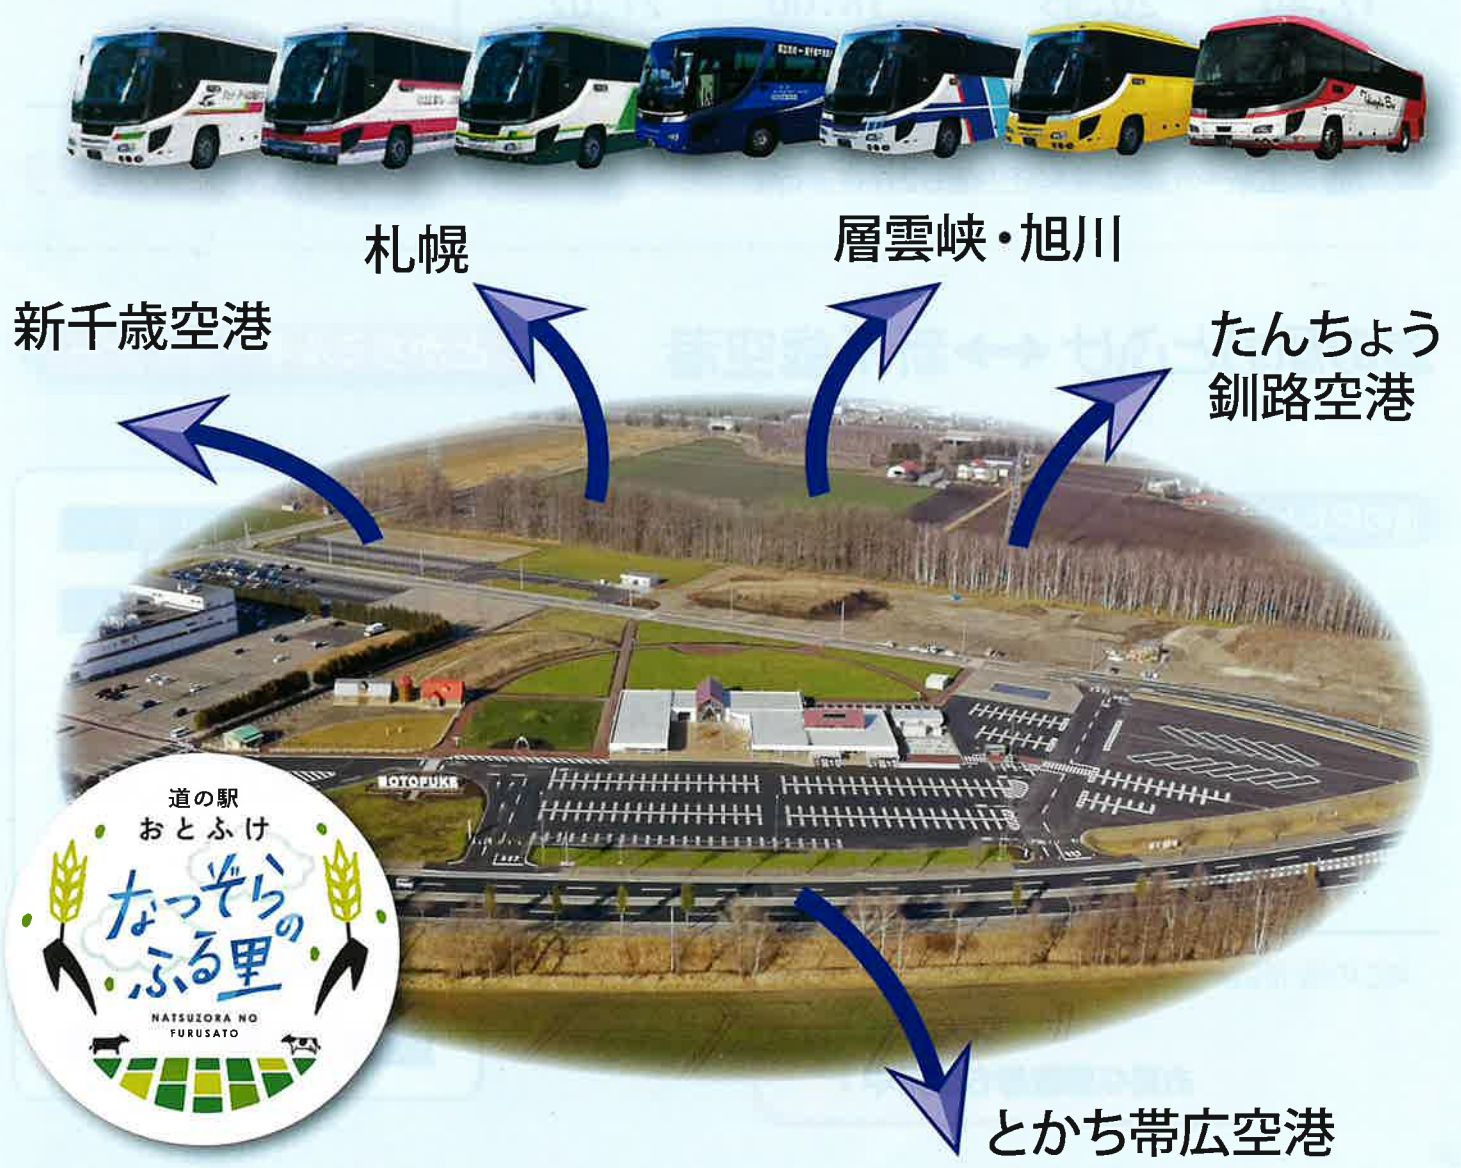 札幌
層雲峡・旭川
新千歳空港
たんちょう
釧路空港
OTOFUKE
道の駅
おとふけ
なつぞらの
ふる里
NATSUZORA NO
FURUSATO
とかち帯広空港